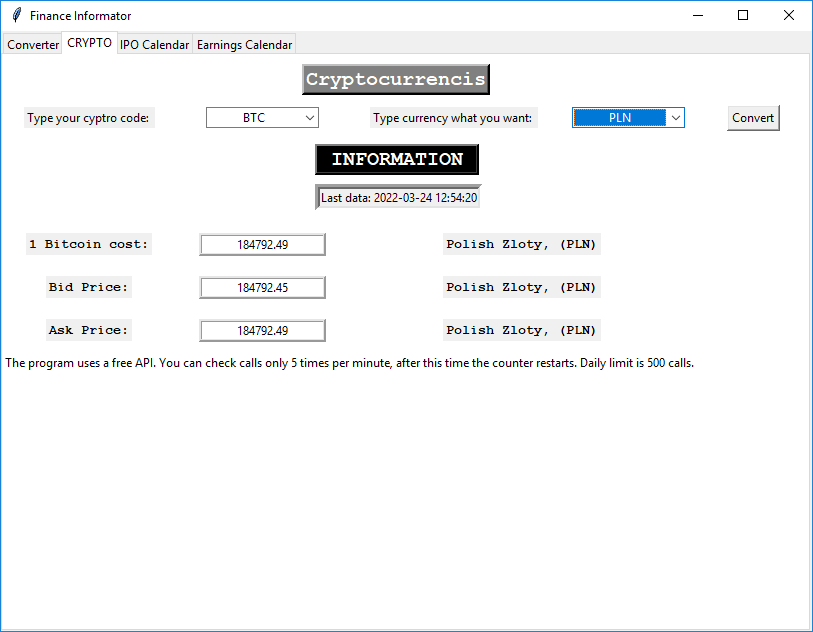 Finance Informator
Converter CRYPTO IPO Calendar Earnings Calendar
Cryptocurrencis
Type your cyptro code: BTC Type currency what you want: PLN Convert
INFORMATION
Last data: 2022-03-24 12:54:20
1 Bitcoin cost: 184792.49 Polish Zloty, (PLN)
Bid Price: 184792.45 Polish Zloty, (PLN)
Ask Price: 184792.49 Polish Zloty, (PLN)
The program uses a free API. You can check calls only 5 times per minute, after this time the counter restarts. Daily limit is 500 calls.